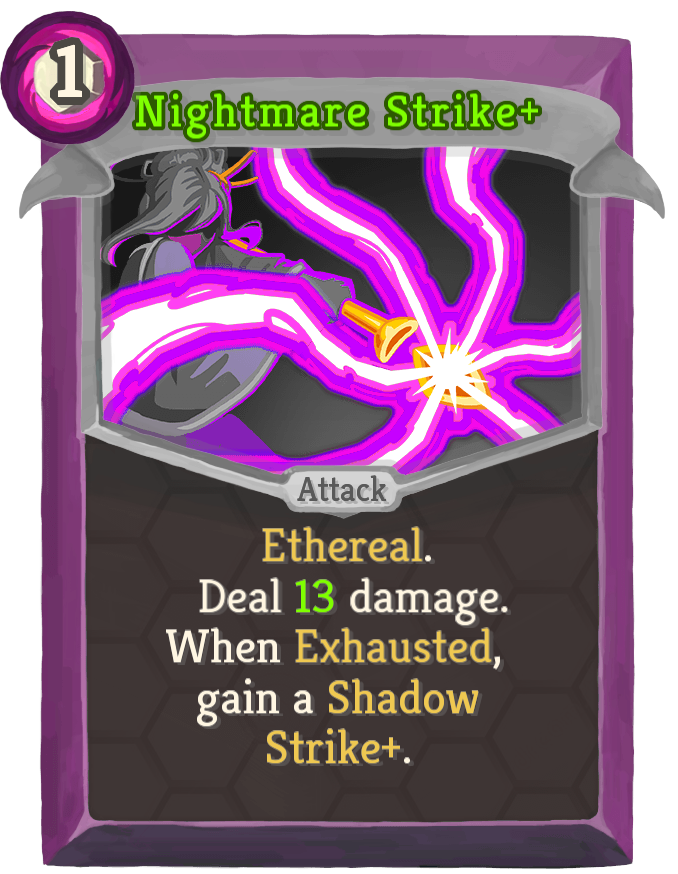 1
Nightmare Strike+
Attack
Ethereal.
Deal 13 damage.
When Exhausted,
gain a Shadow
Strike+.